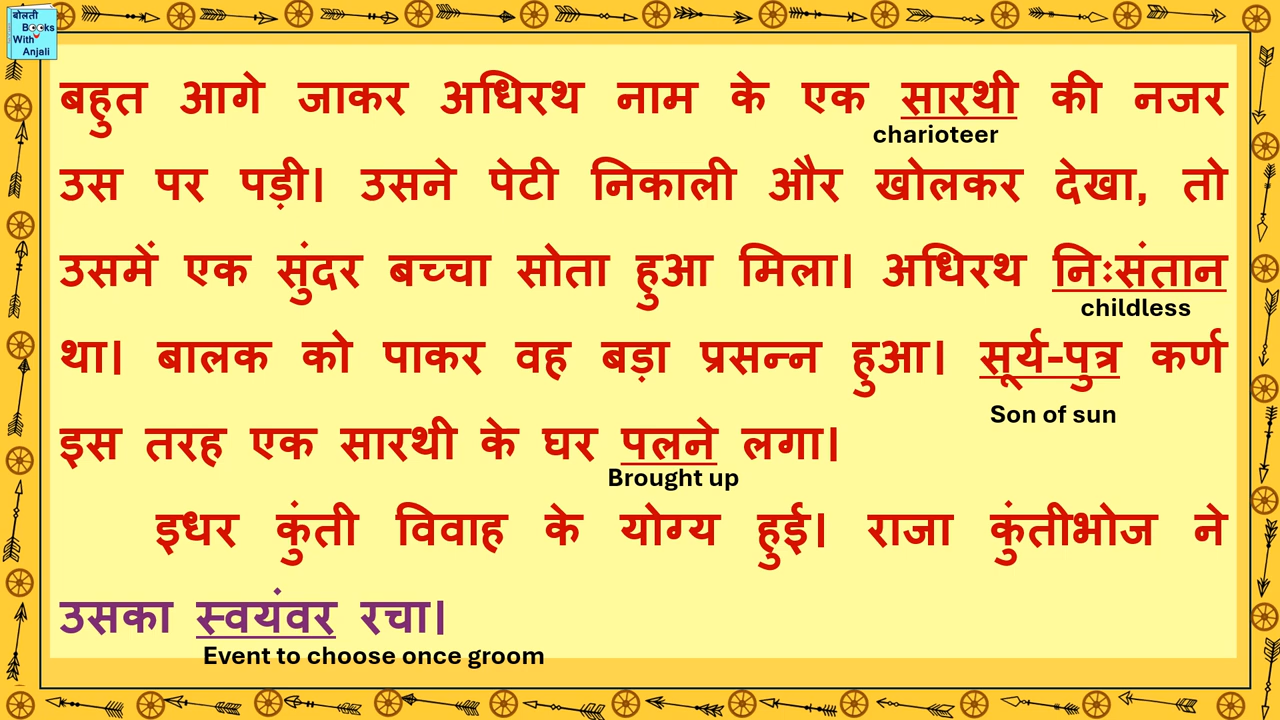 बोलती
Books
With
Anjali
बहुत आगे जाकर अधिरथ नाम के एक सारथी की नजर
charioteer
उस पर पड़ी। उसने पेटी निकाली और खोलकर देखा, तो
उसमें एक सुंदर बच्चा सोता हुआ मिला। अधिरथ निःसंतान
childless
था। बालक को पाकर वह बड़ा प्रसन्न हुआ। सूर्य-पुत्र कर्ण
Son of sun
इस तरह एक सारथी के घर पलने लगा।
Brought up
इधर कुंती विवाह के योग्य हुई। राजा कुंतीभोज ने
उसका स्वयंवर रचा।
Event to choose once groom